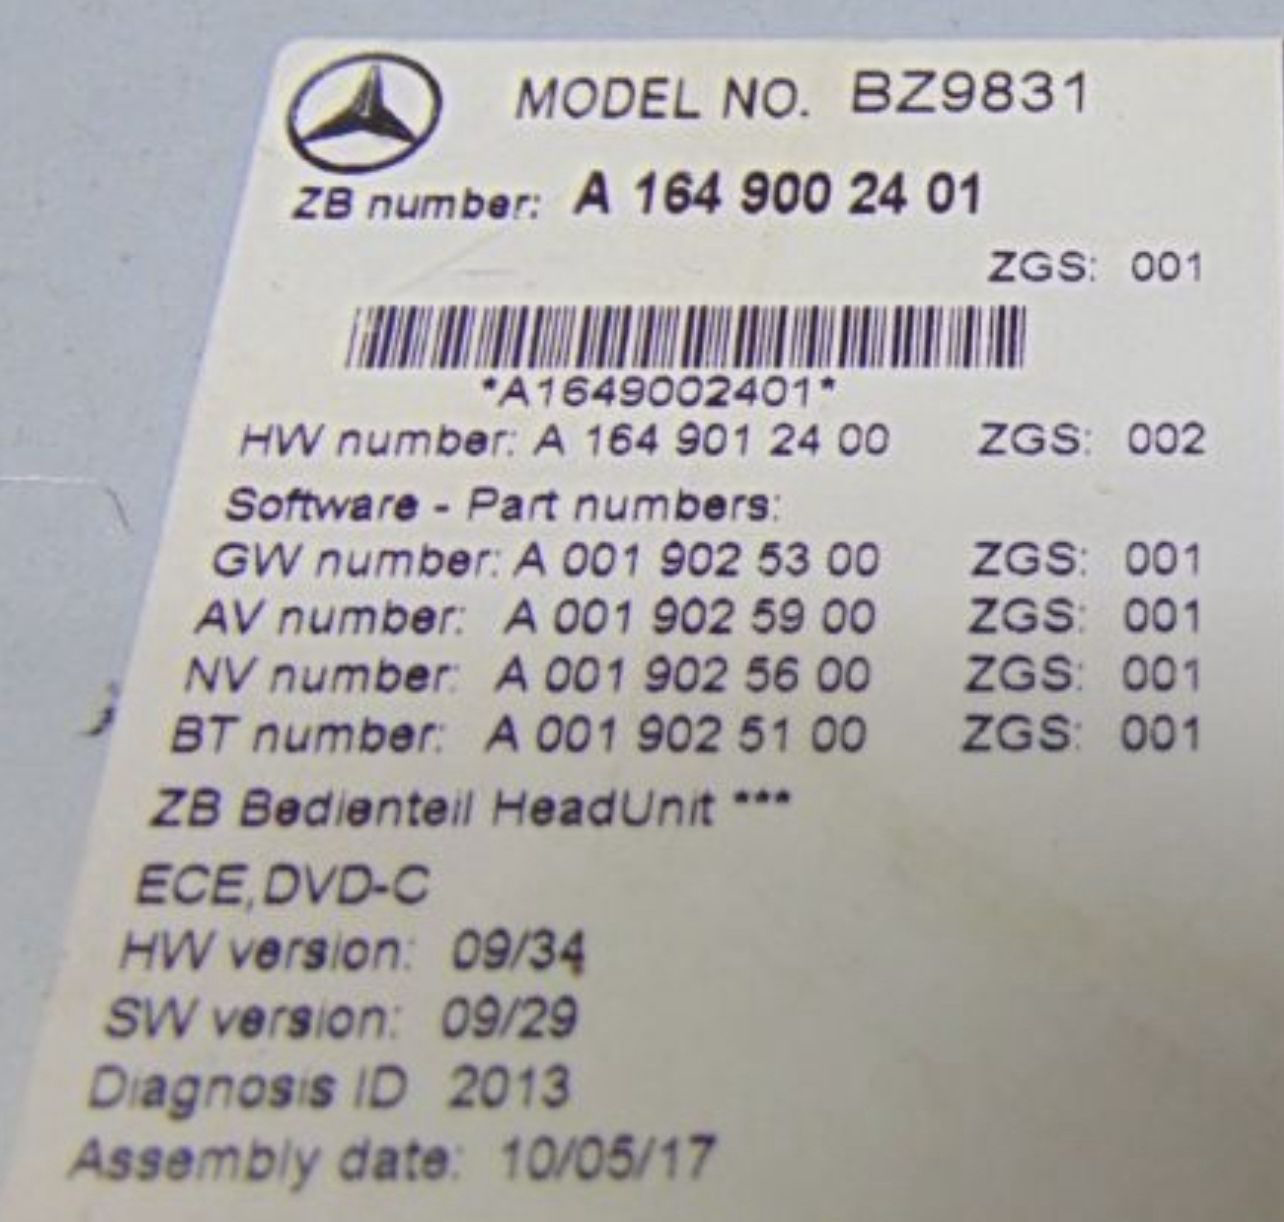 MODEL NO. BZ9831
ZB number: A 164 900 24 01
ZGS: 001
*A1649002401*
HW number: A 164 901 24 00 ZGS: 002
Software - Part numbers:
GW number: A 001 902 53 00 ZGS: 001
AV number: A 001 902 59 00 ZGS: 001
NV number: A 001 902 56 00 ZGS: 001
BT number: A 001 902 51 00 ZGS: 001
ZB Bedienteil HeadUnit ***
ECE,DVD-C
HW version: 09/34
SW version: 09/29
Diagnosis ID 2013
Assembly date: 10/05/17